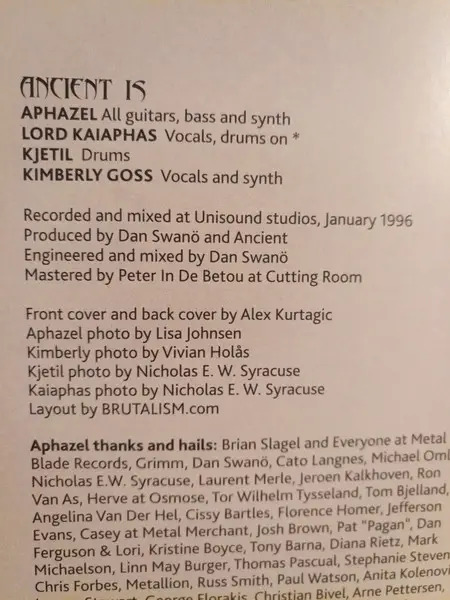 ANCIENT IS
APHAZEL All guitars, bass and synth
LORD KAIAPHAS Vocals, drums on *
KJETIL Drums
KIMBERLY GOSS Vocals and synth
Recorded and mixed at Unisound studios, January 1996
Produced by Dan Swanö and Ancient
Engineered and mixed by Dan Swanö
Mastered by Peter In De Betou at Cutting Room
Front cover and back cover by Alex Kurtagic
Aphazel photo by Lisa Johnsen
Kimberly photo by Vivian Holås
Kjetil photo by Nicholas E. W. Syracuse
Kaiaphas photo by Nicholas E. W. Syracuse
Layout by BRUTALISM.com
Aphazel thanks and hails: Brian Slagel and Everyone at Metal
Blade Records, Grimm, Dan Swanö, Cato Langnes, Michael Oml
Nicholas E.W. Syracuse, Laurent Merle, Jeroen Kalkhoven, Ron
Van As, Herve at Osmose, Tor Wilhelm Tysseland, Tom Bjelland,
Angelina Van Der Hel, Cissy Bartles, Florence Homer, Jefferson
Evans, Casey at Metal Merchant, Josh Brown, Pat "Pagan", Dan
Ferguson & Lori, Kristine Boyce, Tony Barna, Diana Rietz, Mark
Michaelson, Linn May Burger, Thomas Pascual, Stephanie Steven
Chris Forbes, Metallion, Russ Smith, Paul Watson, Anita Kolenovi
Stewart, George Florakis, Christian Bivel, Arne Pettersen,